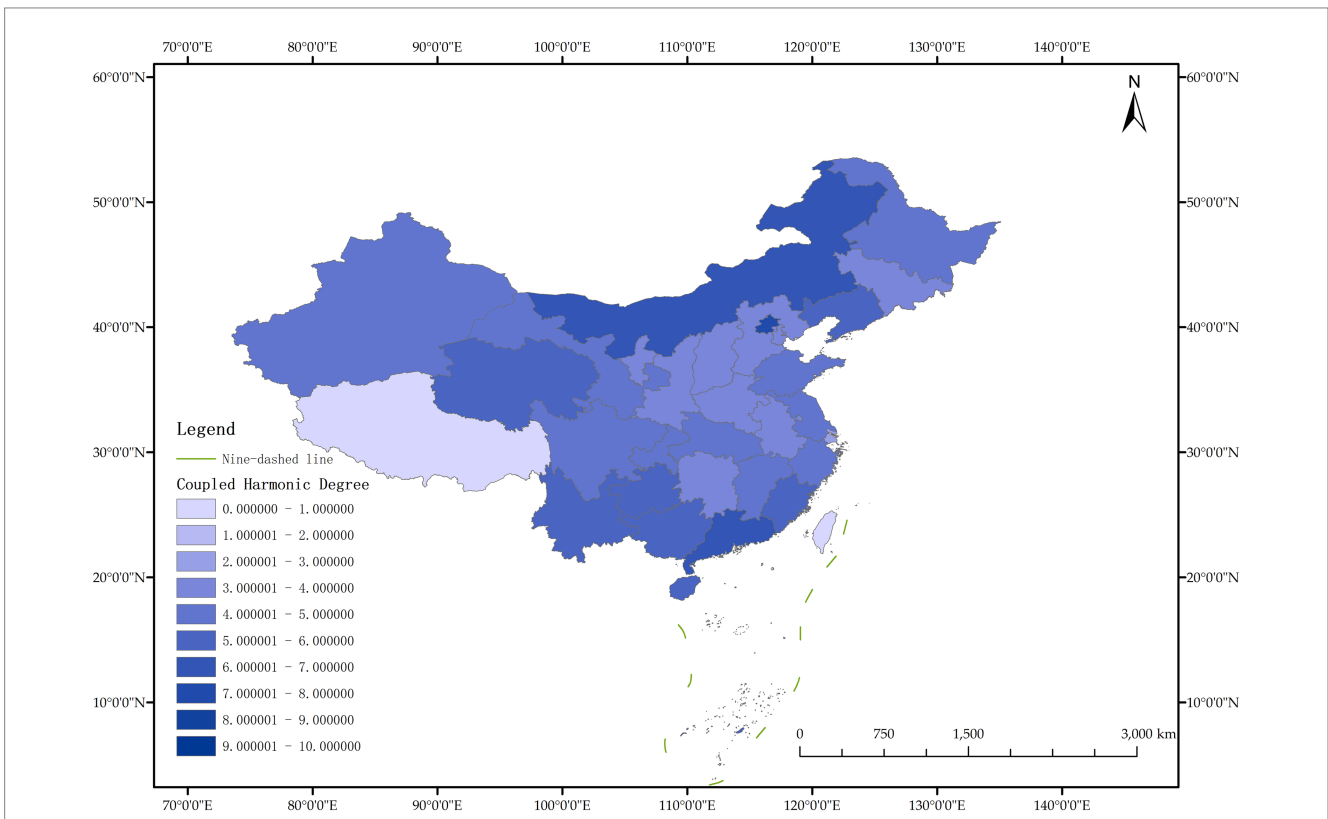 70°0'0"E 80°0'0"E 90°0'0"E 100°0'0"E 110°0'0"E 120°0'0"E 130°0'0"E 140°0'0"E
60°0'0"N 60°0'0"N
N
50°0'0"N 50°0'0"N
40°0'0"N 40°0'0"N
30°0'0"N 30°0'0"N
20°0'0"N 20°0'0"N
10°0'0"N 10°0'0"N
Legend
Nine-dashed line
Coupled Harmonic Degree
0.000000 - 1.000000
1.000001 - 2.000000
2.000001 - 3.000000
3.000001 - 4.000000
4.000001 - 5.000000
5.000001 - 6.000000
6.000001 - 7.000000
7.000001 - 8.000000
8.000001 - 9.000000
9.000001 - 10.000000
0 750 1,500 3,000 km
70°0'0"E 80°0'0"E 90°0'0"E 100°0'0"E 110°0'0"E 120°0'0"E 130°0'0"E 140°0'0"E